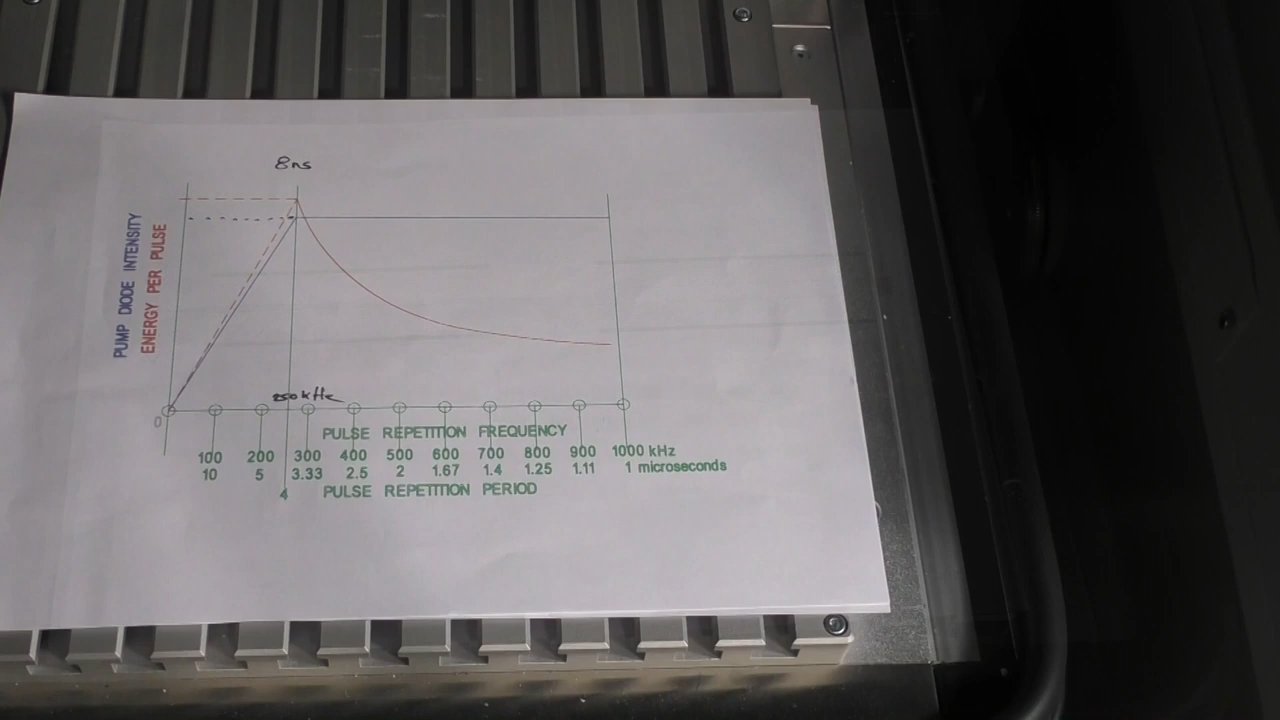 8ns
PUMP DIODE INTENSITY
ENERGY PER PULSE
250kHz
0
PULSE REPETITION FREQUENCY
100 200 300 400 500 600 700 800 900 1000 kHz
10 5 3.33 2.5 2 1.67 1.4 1.25 1.11 1 microseconds
4 PULSE REPETITION PERIOD